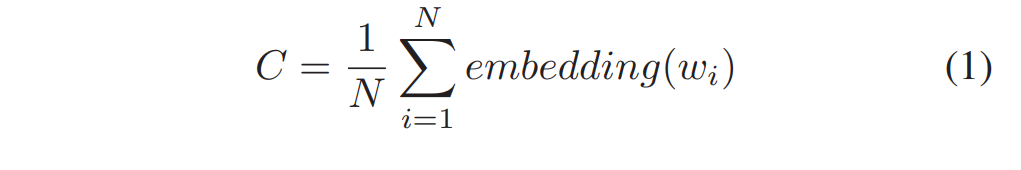 C = \frac{1}{N} \sum_{i=1}^{N} embedding(w_i) (1)